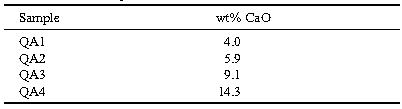 Sample wt% CaO
QA1 4.0
QA2 5.9
QA3 9.1
QA4 14.3